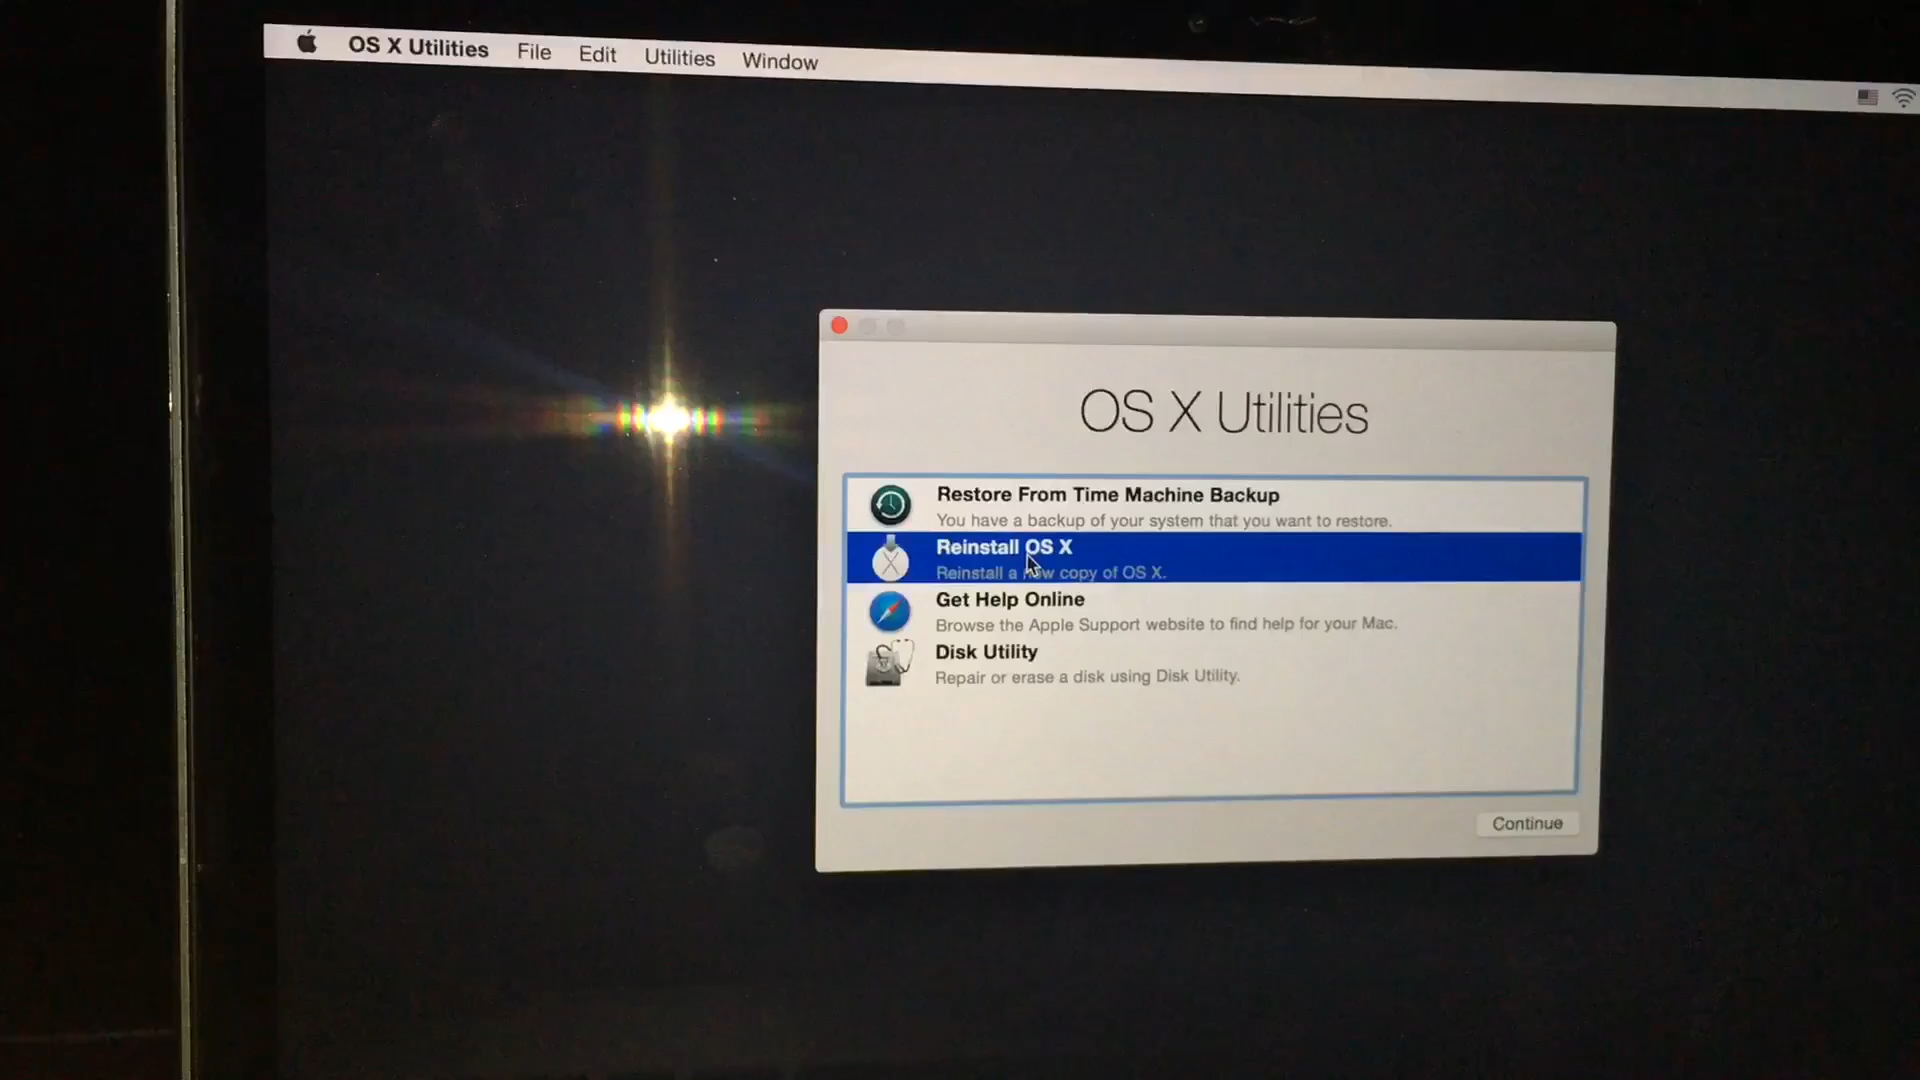 OS X Utilities File Edit Utilities Window
OS X Utilities
Restore From Time Machine Backup
You have a backup of your system that you want to restore.
Reinstall OS X
Reinstall a new copy of OS X.
Get Help Online
Browse the Apple Support website to find help for your Mac.
Disk Utility
Repair or erase a disk using Disk Utility.
Continue